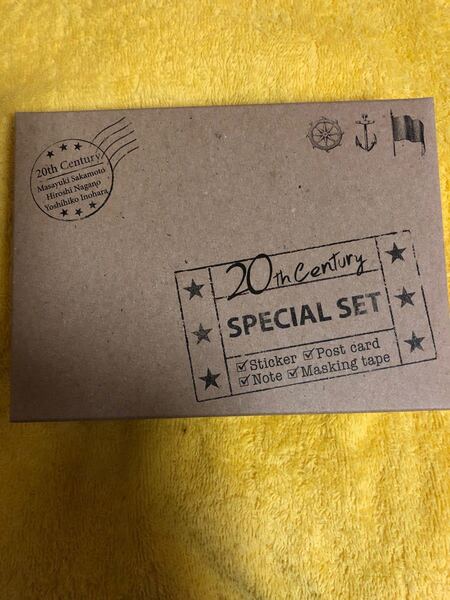 20th Century
Masayuki Sakamoto
Hiroshi Nagano
Yoshihiko Inohara
20th Century
SPECIAL SET
☑Sticker ☑Post card
☑Note ☑Masking tape